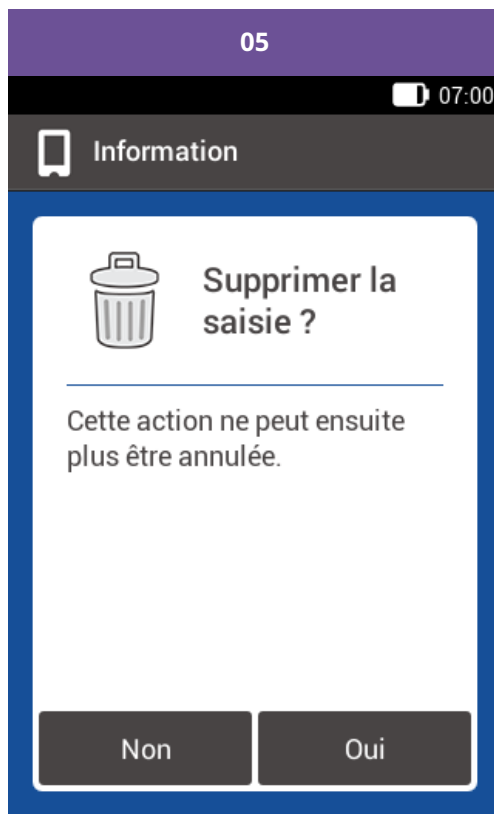 05
07:00
Information
Supprimer la
saisie ?
Cette action ne peut ensuite
plus être annulée.
Non
Oui